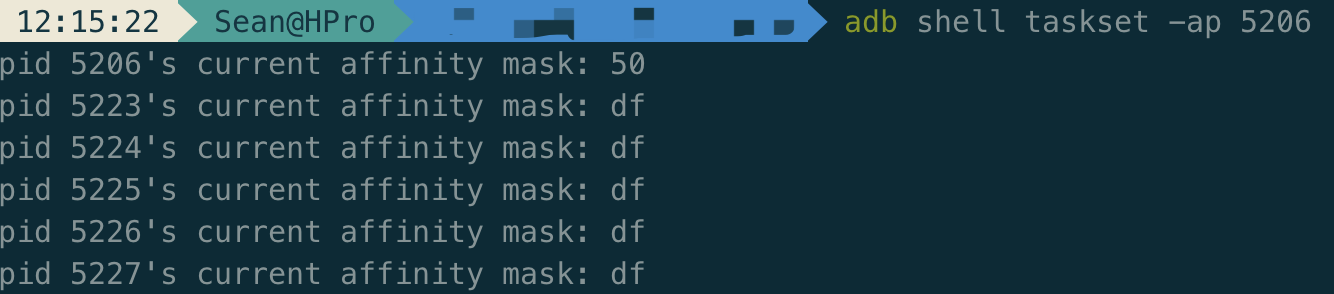 12:15:22 Sean@HPro adb shell taskset -ap 5206
pid 5206's current affinity mask: 50
pid 5223's current affinity mask: df
pid 5224's current affinity mask: df
pid 5225's current affinity mask: df
pid 5226's current affinity mask: df
pid 5227's current affinity mask: df